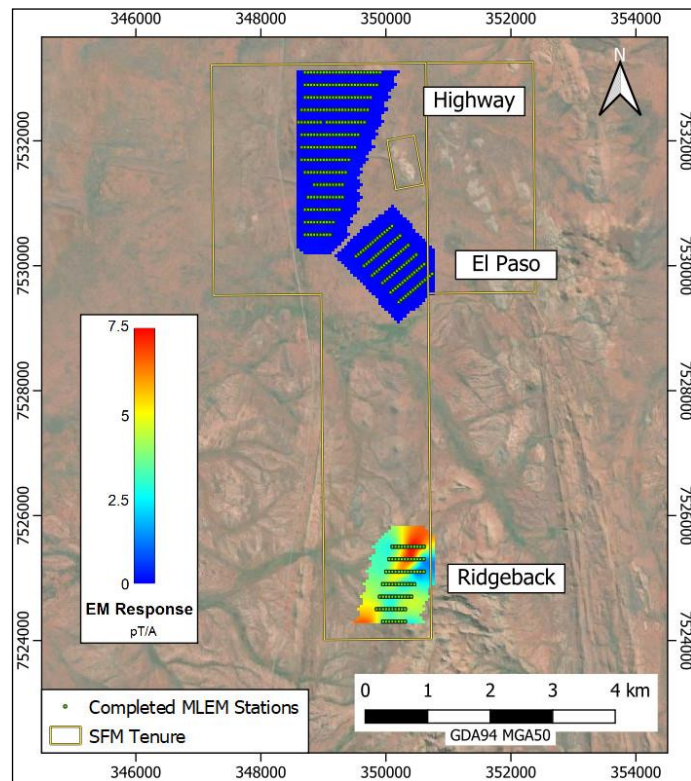 346000 348000 350000 352000 354000
N
Highway
7532000 7532000
El Paso
7530000 7530000
7.5
7528000 7528000
5
2.5
7526000 7526000
0
Ridgeback
EM Response
pT/A
7524000 7524000
Completed MLEM Stations
SFM Tenure
0 1 2 3 4 km
GDA94 MGA50
346000 348000 350000 352000 354000